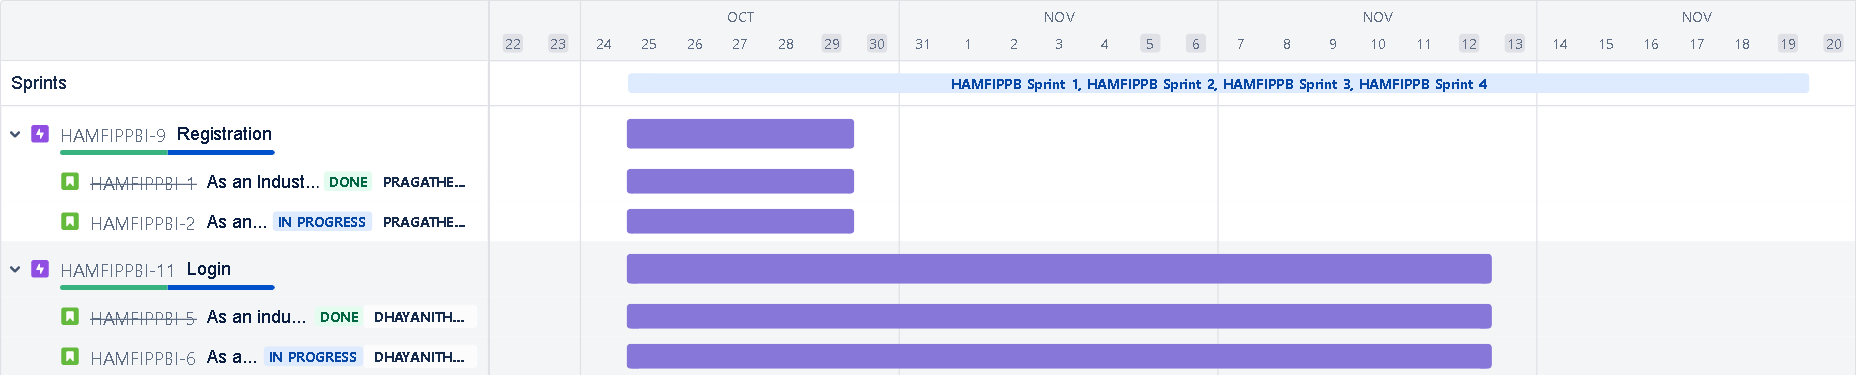 OCT NOV NOV NOV
22 23 24 25 26 27 28 29 30 31 1 2 3 4 5 6 7 8 9 10 11 12 13 14 15 16 17 18 19 20
Sprints HAMFIPPB Sprint 1, HAMFIPPB Sprint 2, HAMFIPPB Sprint 3, HAMFIPPB Sprint 4
HAMFIPPBI-9 Registration
HAMFIPPBI-1 As an Indust... DONE PRAGATHE...
HAMFIPPBI-2 As an... IN PROGRESS PRAGATHE...
HAMFIPPBI-11 Login
HAMFIPPBI-5 As an indu... DONE DHAYANITH...
HAMFIPPBI-6 As a... IN PROGRESS DHAYANITH...